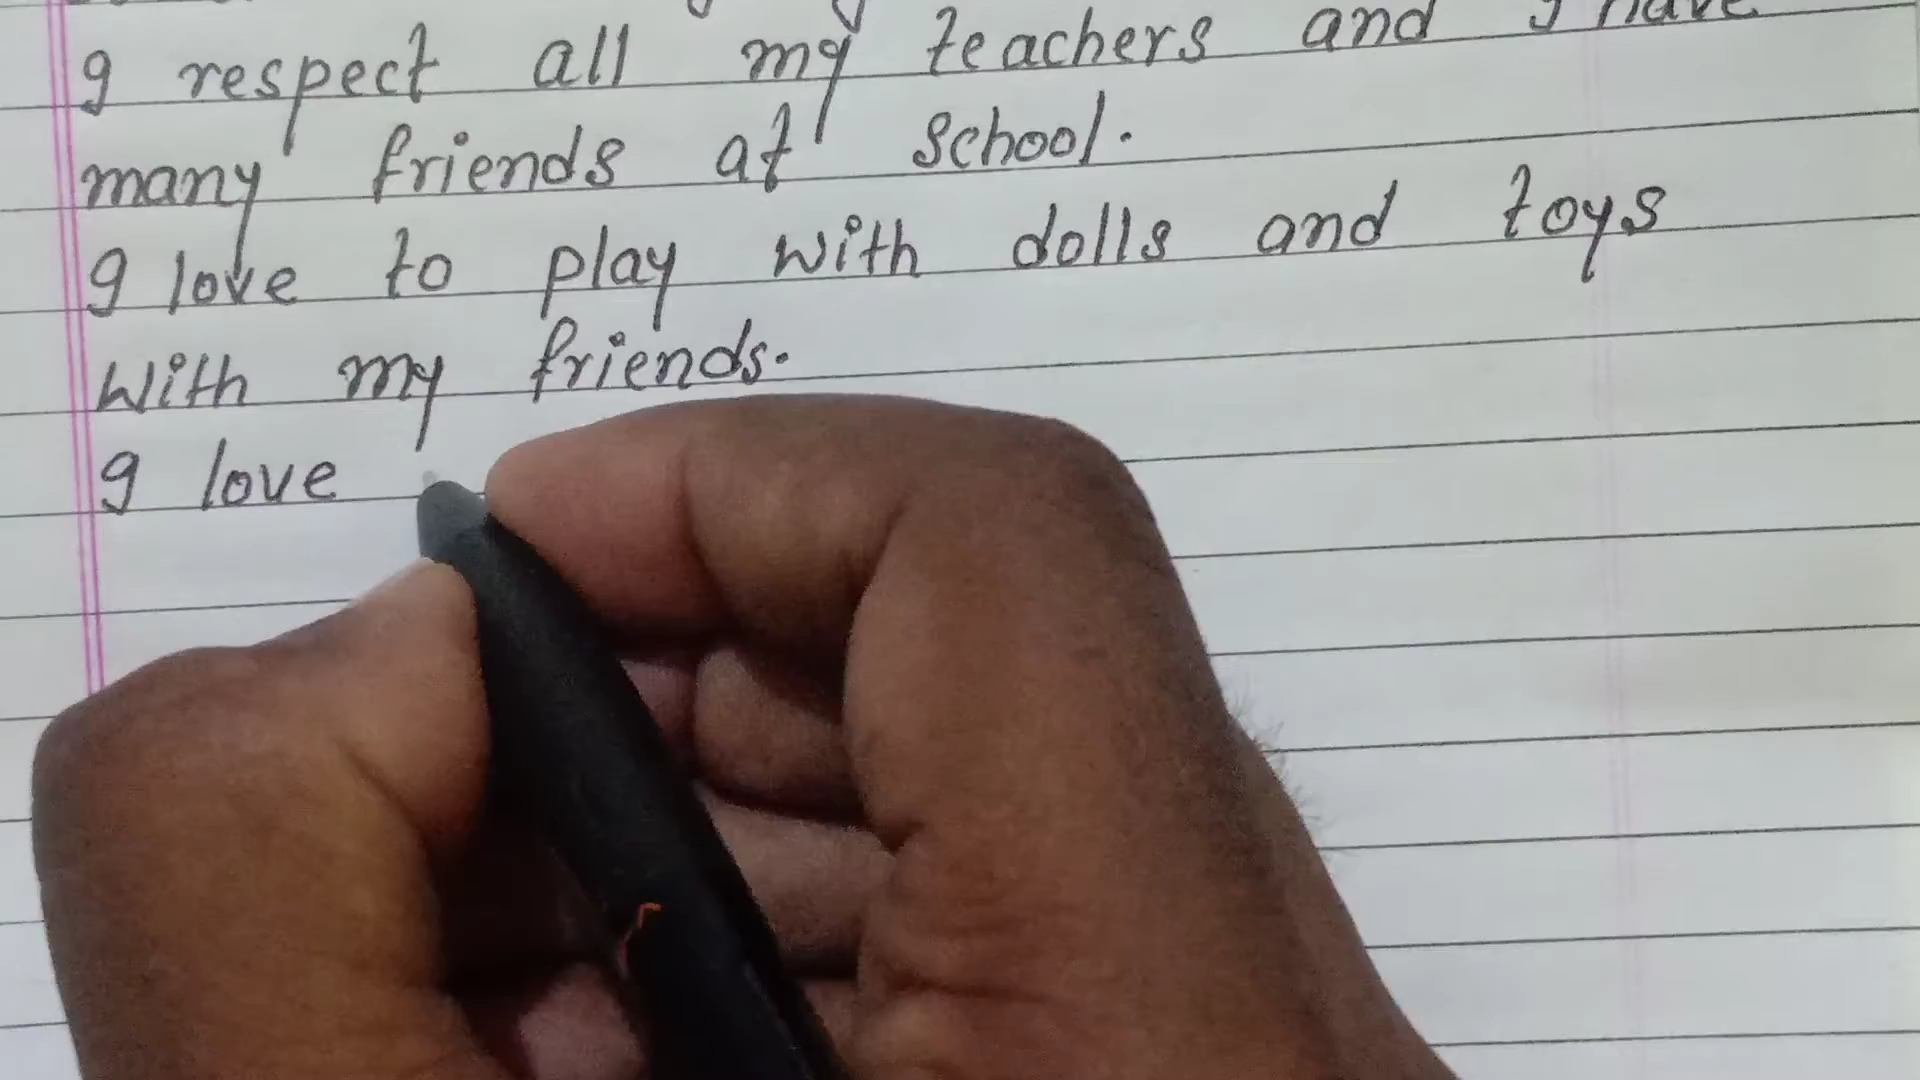 I respect all my teachers and I have
many friends at school.
I love to play with dolls and toys
with my friends.
I love